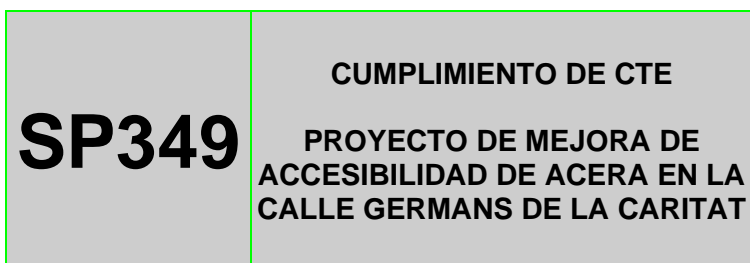 SP349
CUMPLIMIENTO DE CTE
PROYECTO DE MEJORA DE
ACCESIBILIDAD DE ACERA EN LA
CALLE GERMANS DE LA CARITAT